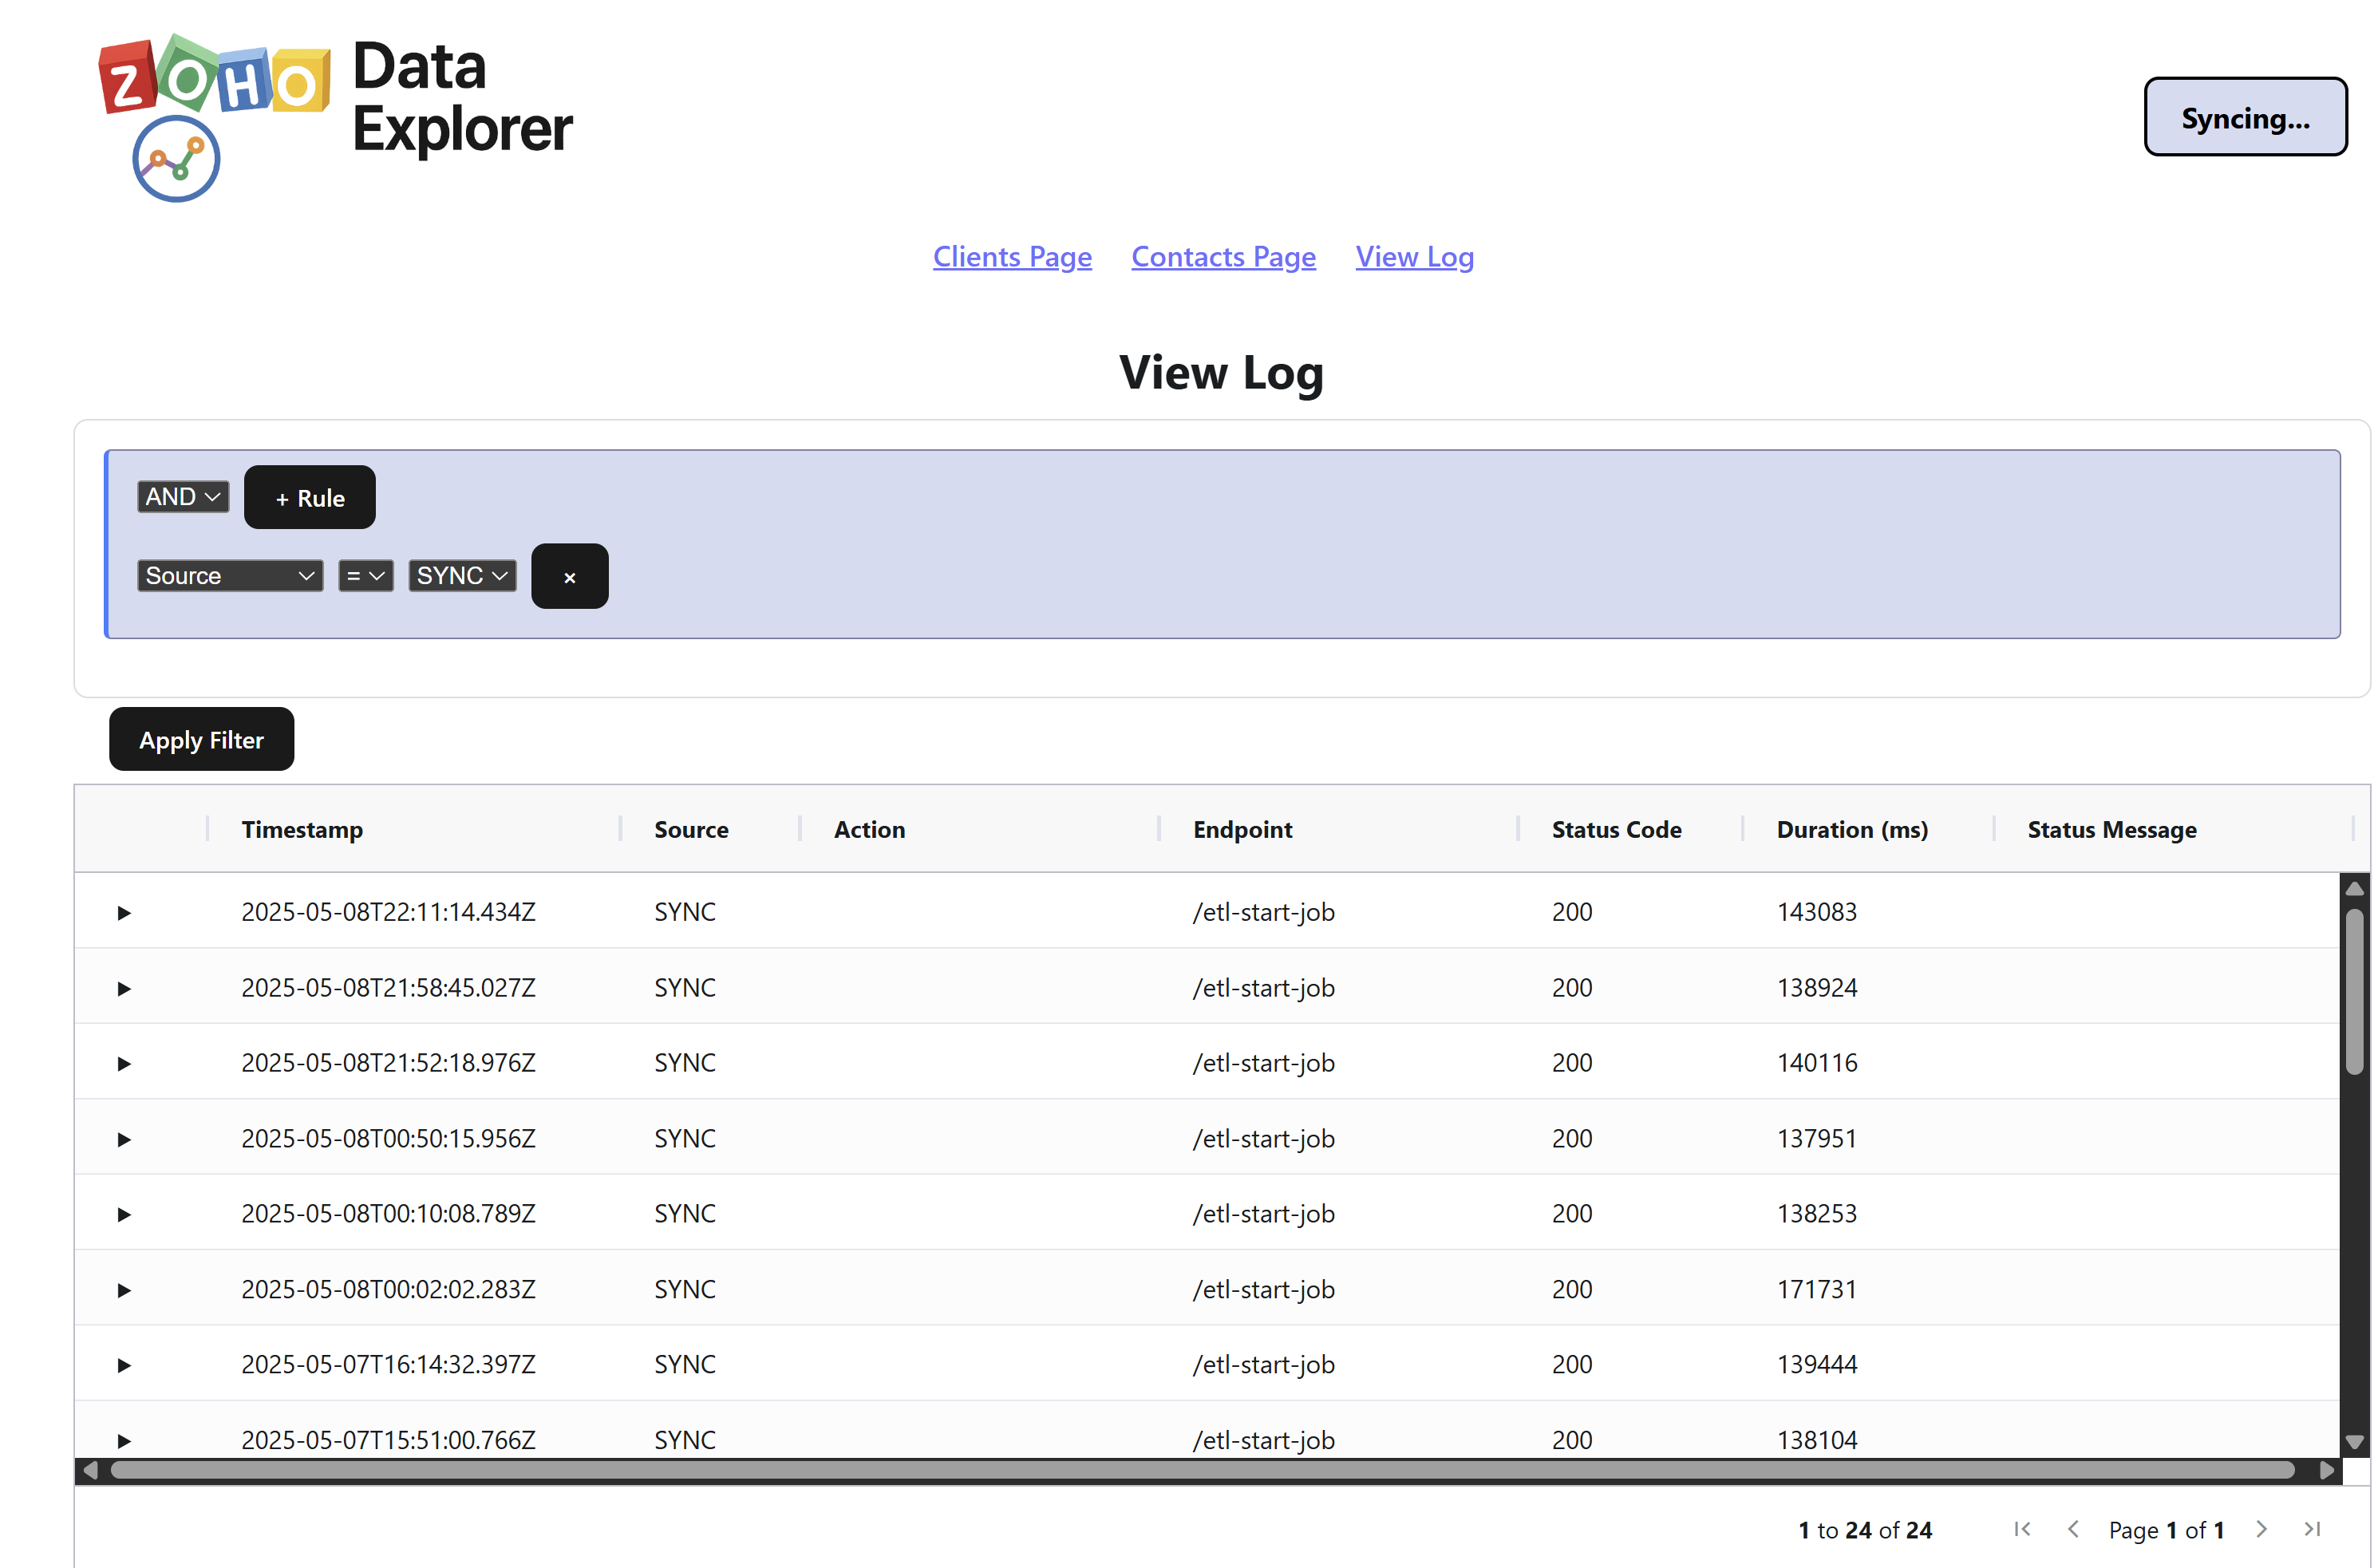 ZOHO Data
Explorer
Syncing...
Clients Page Contacts Page View Log
View Log
AND + Rule
Source = SYNC ×
Apply Filter
Timestamp Source Action Endpoint Status Code Duration (ms) Status Message
2025-05-08T22:11:14.434Z SYNC /etl-start-job 200 143083
2025-05-08T21:58:45.027Z SYNC /etl-start-job 200 138924
2025-05-08T21:52:18.976Z SYNC /etl-start-job 200 140116
2025-05-08T00:50:15.956Z SYNC /etl-start-job 200 137951
2025-05-08T00:10:08.789Z SYNC /etl-start-job 200 138253
2025-05-08T00:02:02.283Z SYNC /etl-start-job 200 171731
2025-05-07T16:14:32.397Z SYNC /etl-start-job 200 139444
2025-05-07T15:51:00.766Z SYNC /etl-start-job 200 138104
1 to 24 of 24 Page 1 of 1